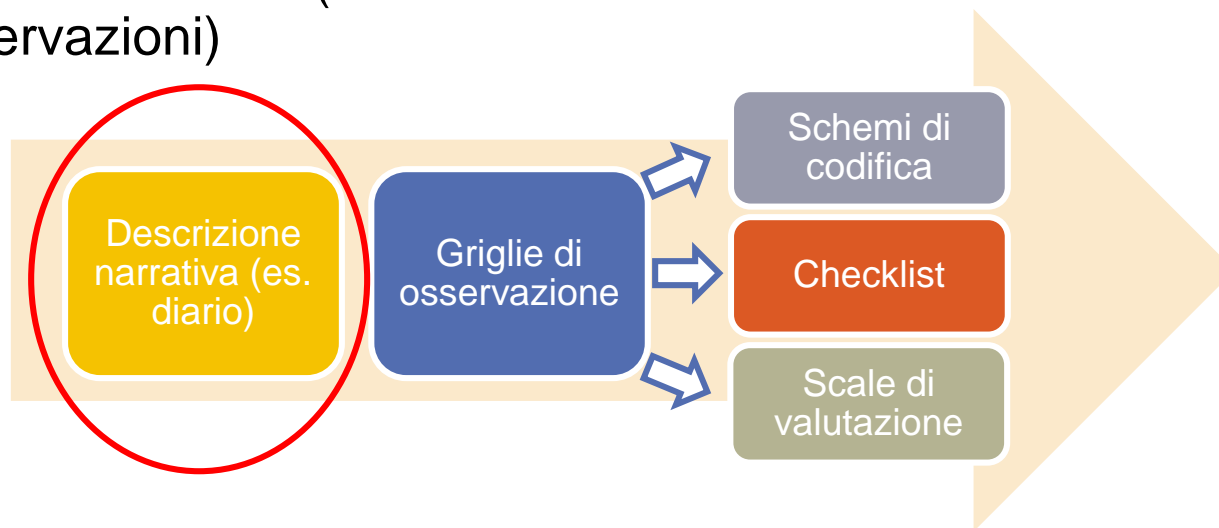 ervazioni)
Descrizione
narrativa (es.
diario)
Griglie di
osservazione
Schemi di
codifica
Checklist
Scale di
valutazione